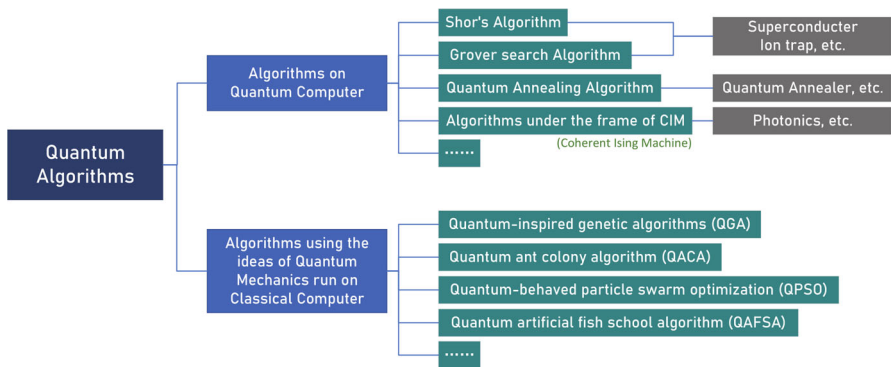 Quantum
Algorithms
Algorithms on
Quantum Computer
Shor's Algorithm
Grover search Algorithm
Quantum Annealing Algorithm
Algorithms under the frame of CIM
(Coherent Ising Machine)
······
Superconducter
Ion trap, etc.
Quantum Annealer, etc.
Photonics, etc.
Algorithms using the
ideas of Quantum
Mechanics run on
Classical Computer
Quantum-inspired genetic algorithms (QGA)
Quantum ant colony algorithm (QACA)
Quantum-behaved particle swarm optimization (QPSO)
Quantum artificial fish school algorithm (QAFSA)
······